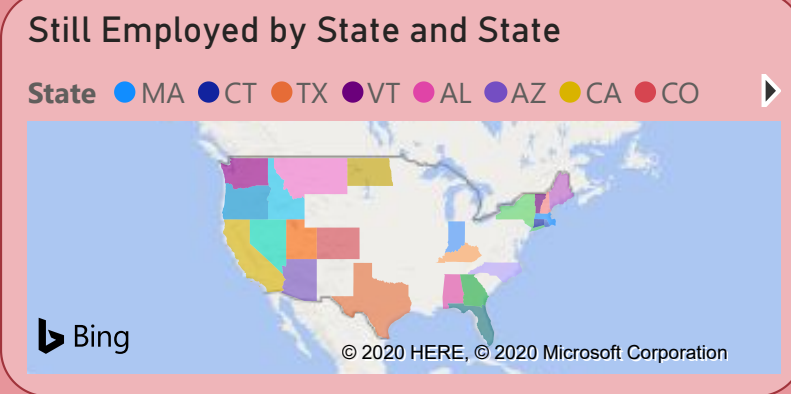 Still Employed by State and State
State MA CT TX VT AL AZ CA CO
Bing
© 2020 HERE, © 2020 Microsoft Corporation